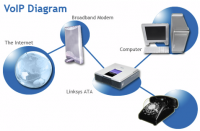 VoIP Diagram
Broadband Modem
The Internet
Computer
Linksys ATA